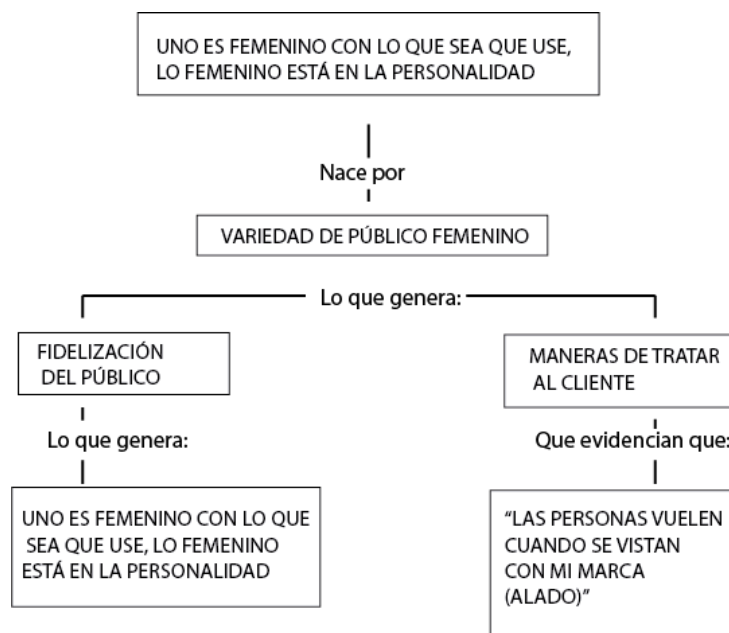 UNO ES FEMENINO CON LO QUE SEA QUE USE,
LO FEMENINO ESTÁ EN LA PERSONALIDAD
Nace por
VARIEDAD DE PÚBLICO FEMENINO
Lo que genera:
FIDELIZACIÓN
DEL PÚBLICO
MANERAS DE TRATAR
AL CLIENTE
Lo que genera:
Que evidencian que:
UNO ES FEMENINO CON LO QUE
SEA QUE USE, LO FEMENINO
ESTÁ EN LA PERSONALIDAD
“LAS PERSONAS VUELEN
CUANDO SE VISTAN
CON MI MARCA
(ALADO)”